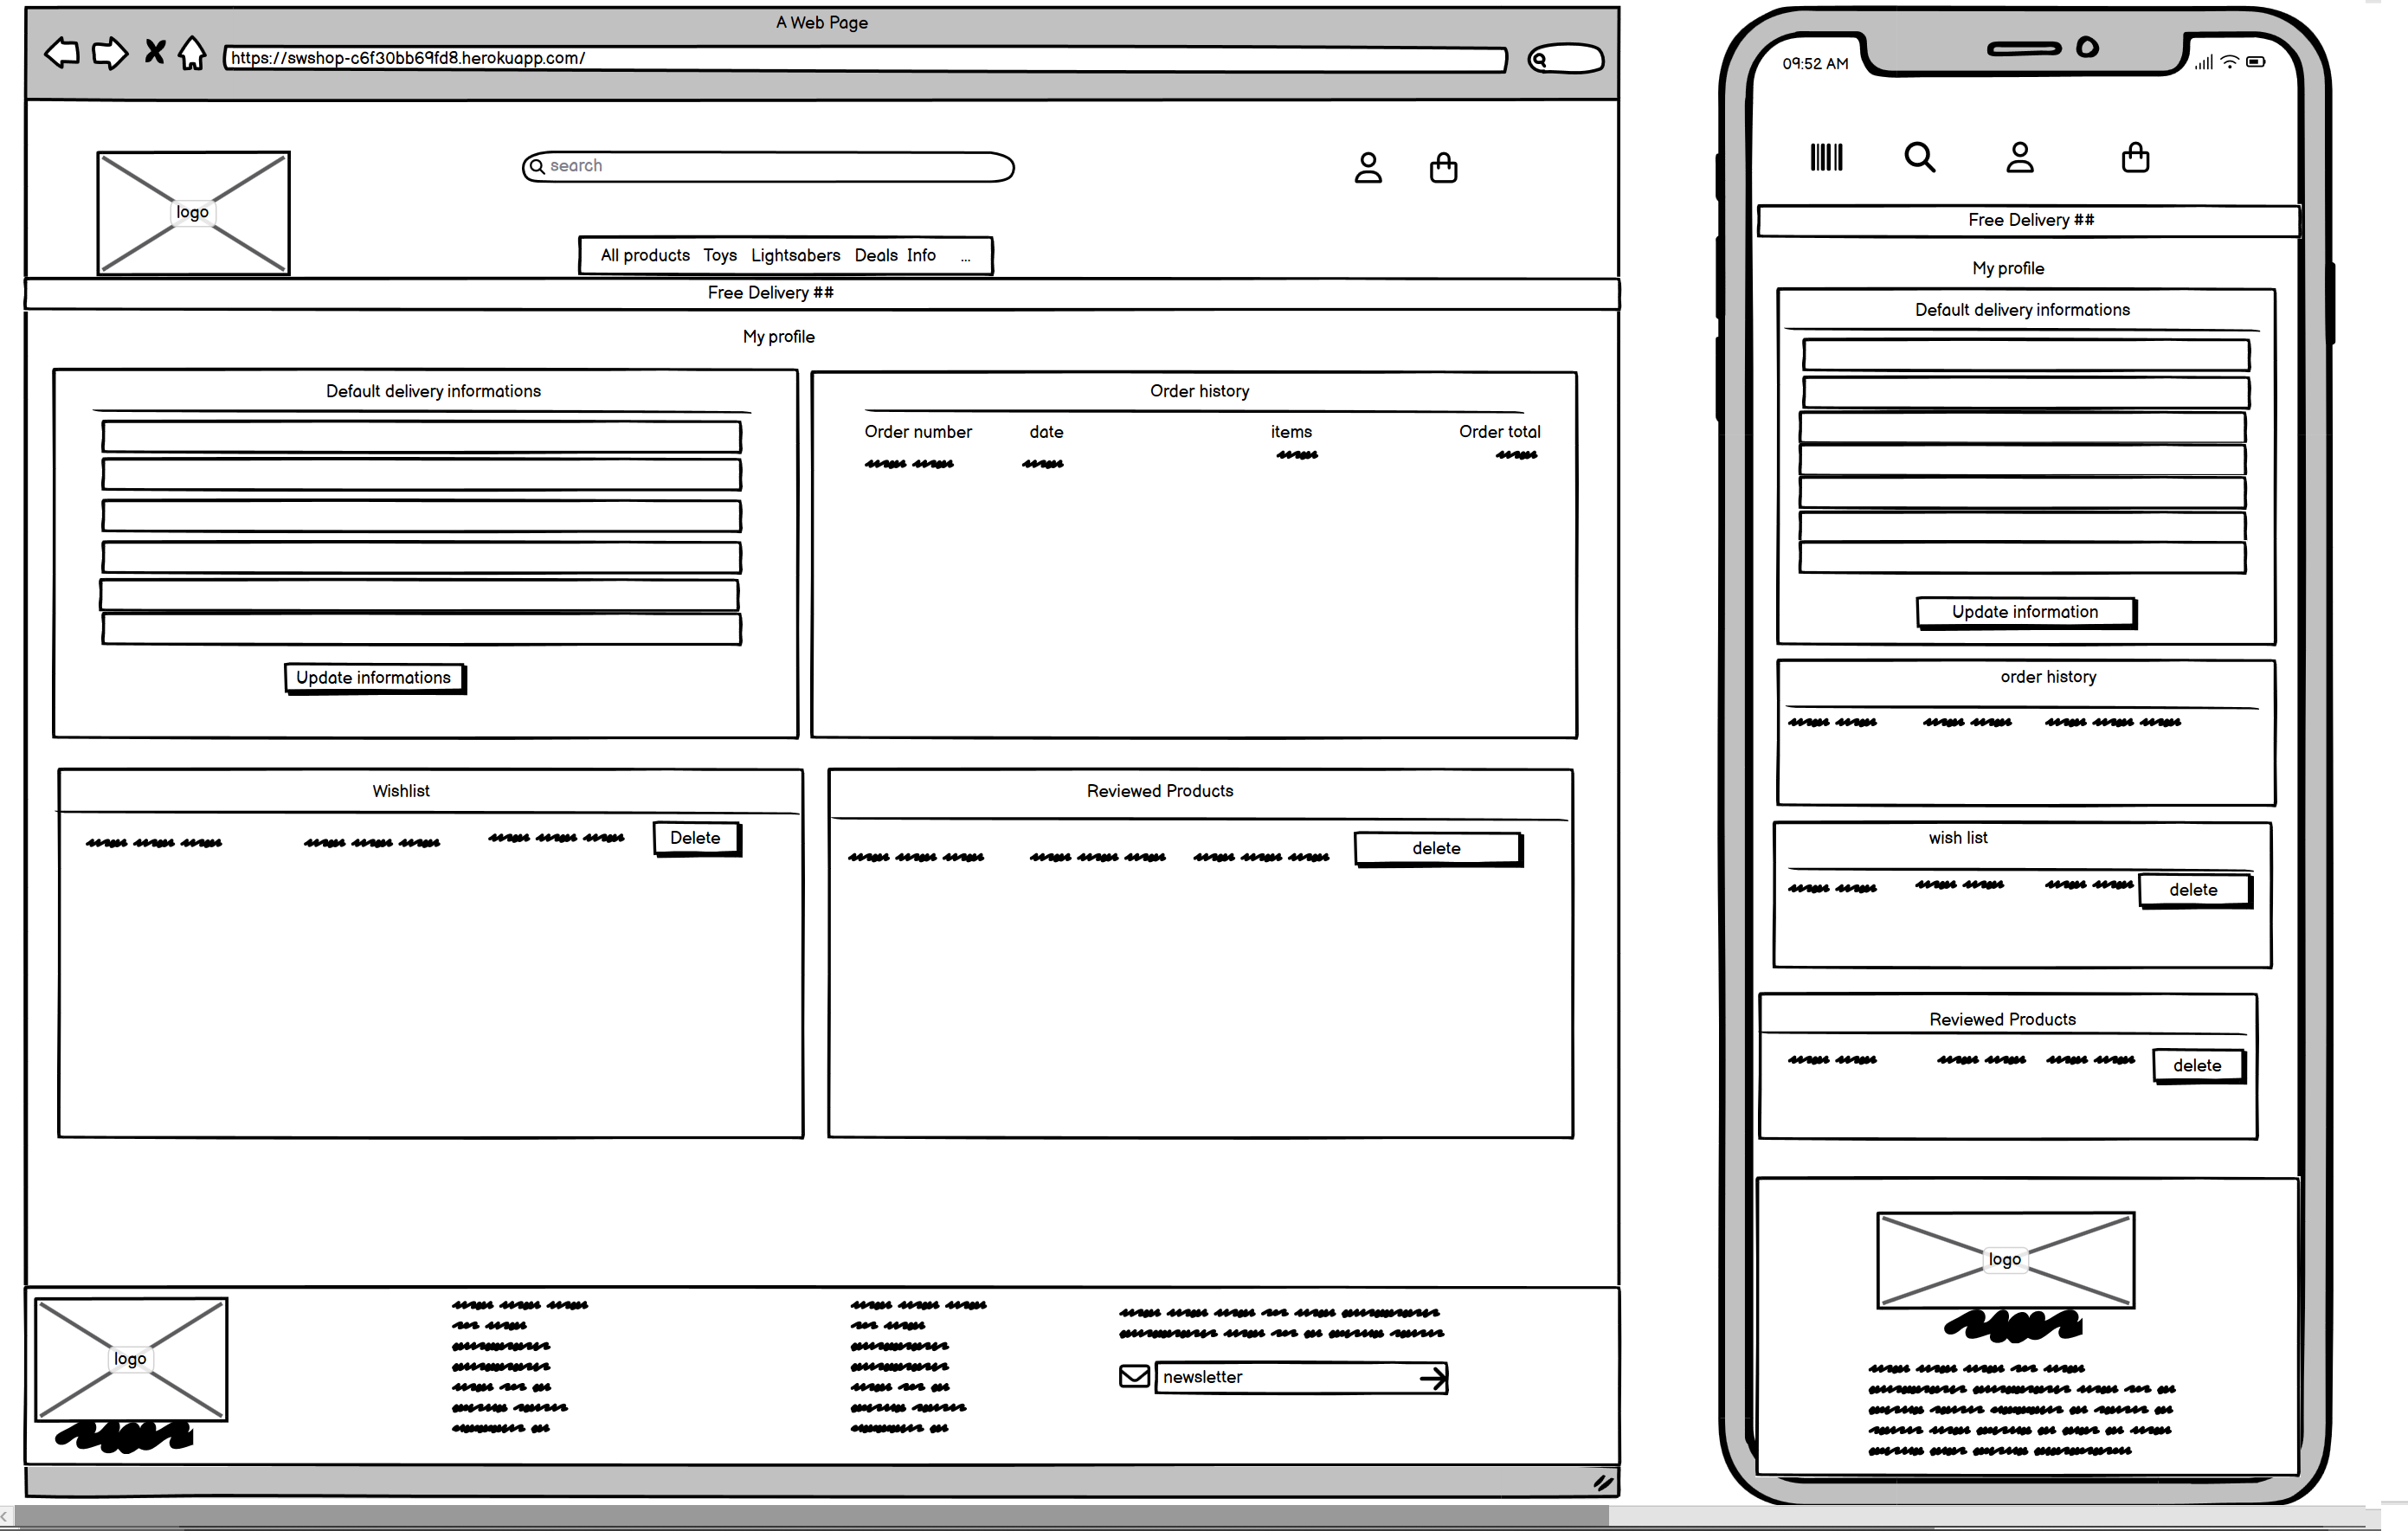 A Web Page
https://swshop-c6f30bb69fd8.herokuapp.com/
search
logo
All products Toys Lightsabers Deals Info ...
Free Delivery ##
My profile
Default delivery informations
Update informations
Order history
Order number date items Order total
Wishlist
Delete
Reviewed Products
delete
logo
newsletter
09:52 AM
Free Delivery ##
My profile
Default delivery informations
Update information
order history
wish list
delete
Reviewed Products
delete
logo